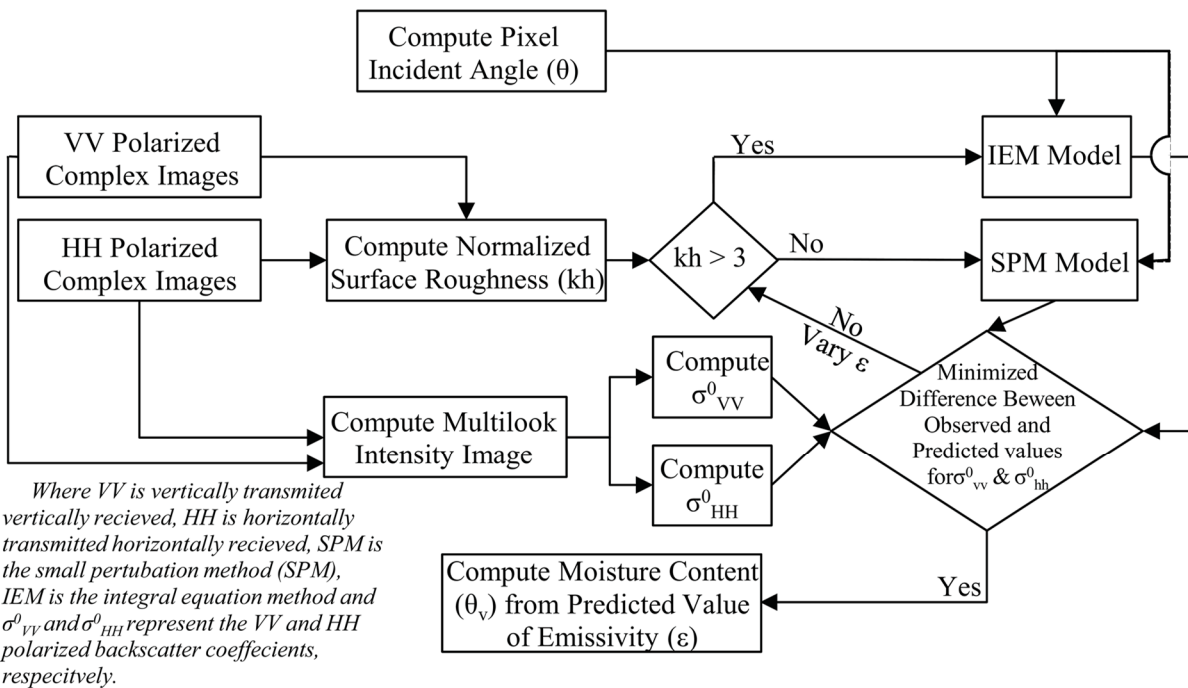 Compute Pixel
Incident Angle (θ)
VV Polarized
Complex Images
Yes
IEM Model
HH Polarized
Complex Images
Compute Normalized
Surface Roughness (kh)
kh > 3
No
SPM Model
No
Vary ε
Compute
σ⁰VV
Minimized
Difference Beween
Observed and
Predicted values
forσ⁰vv & σ⁰hh
Compute Multilook
Intensity Image
Compute
σ⁰HH
Where VV is vertically transmited
vertically recieved, HH is horizontally
transmitted horizontally recieved, SPM is
the small pertubation method (SPM),
IEM is the integral equation method and
σ⁰VV and σ⁰HH represent the VV and HH
polarized backscatter coeffecients,
respecitvely.
Compute Moisture Content
(θv) from Predicted Value
of Emissivity (ε)
Yes